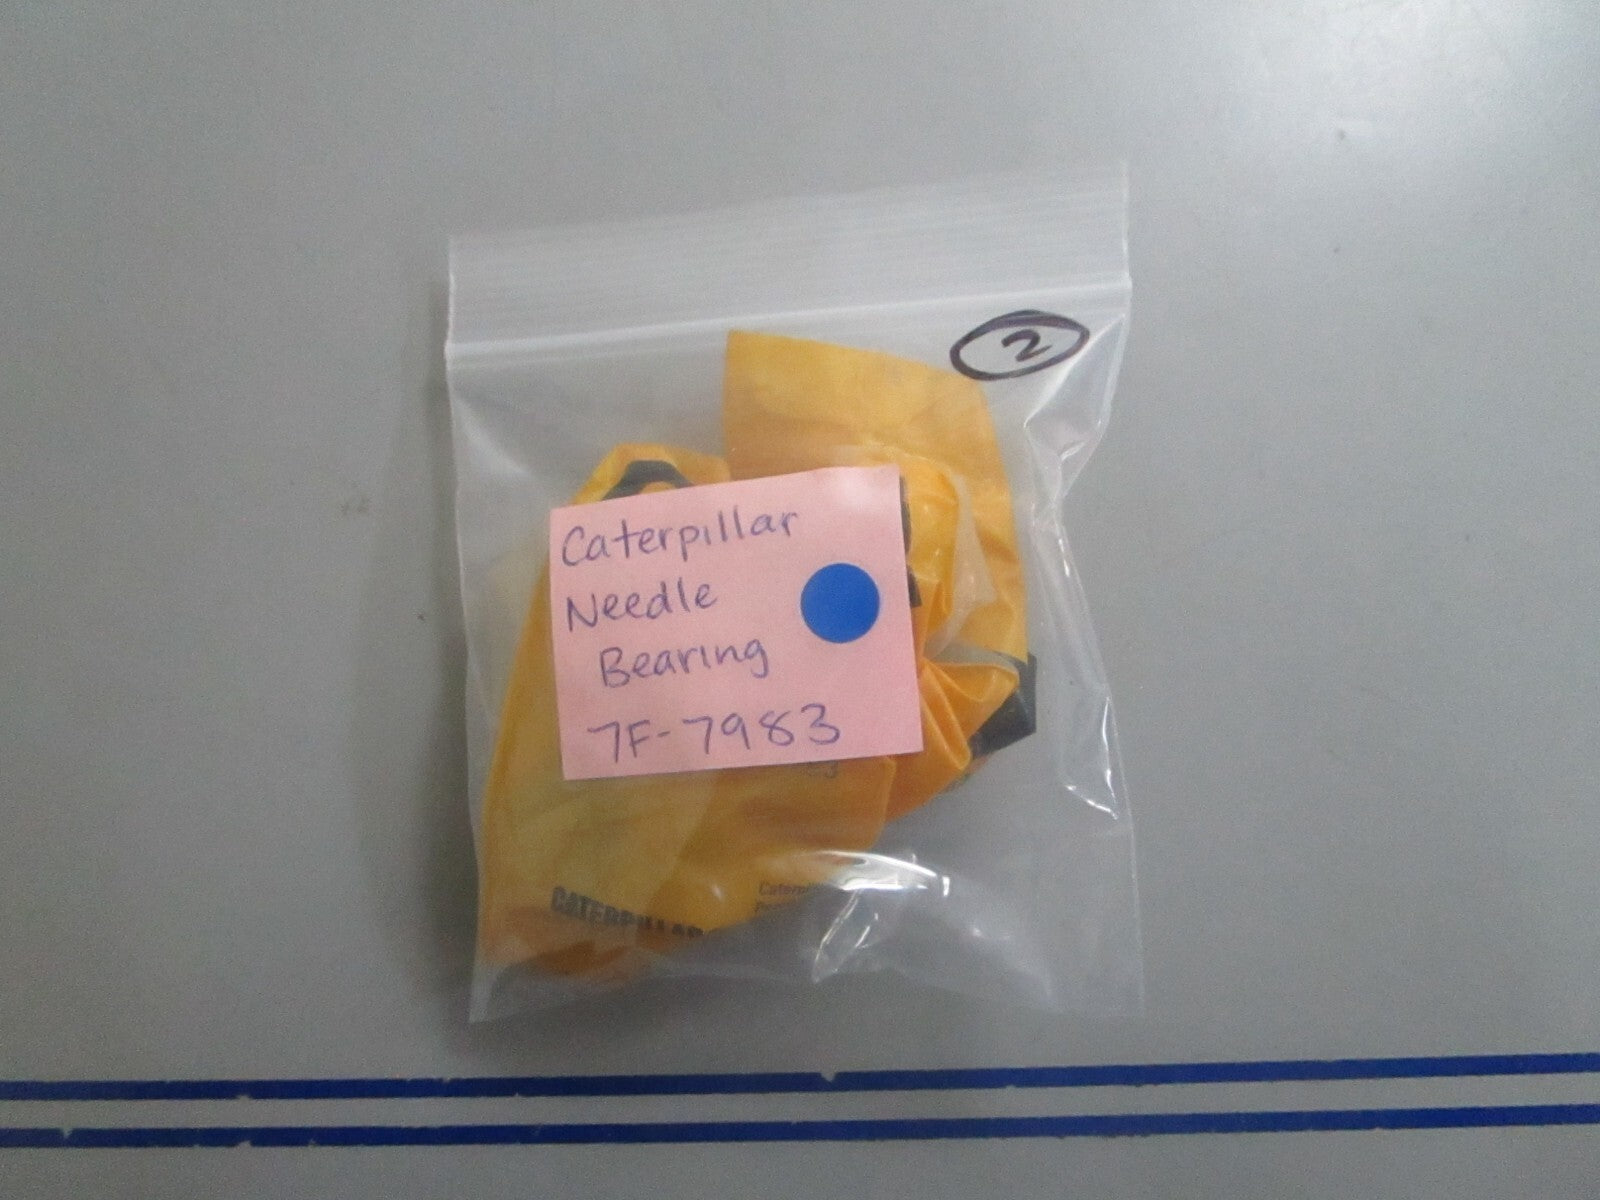 2
Caterpillar
Needle
Bearing
7F-7983
CATERPILLAR